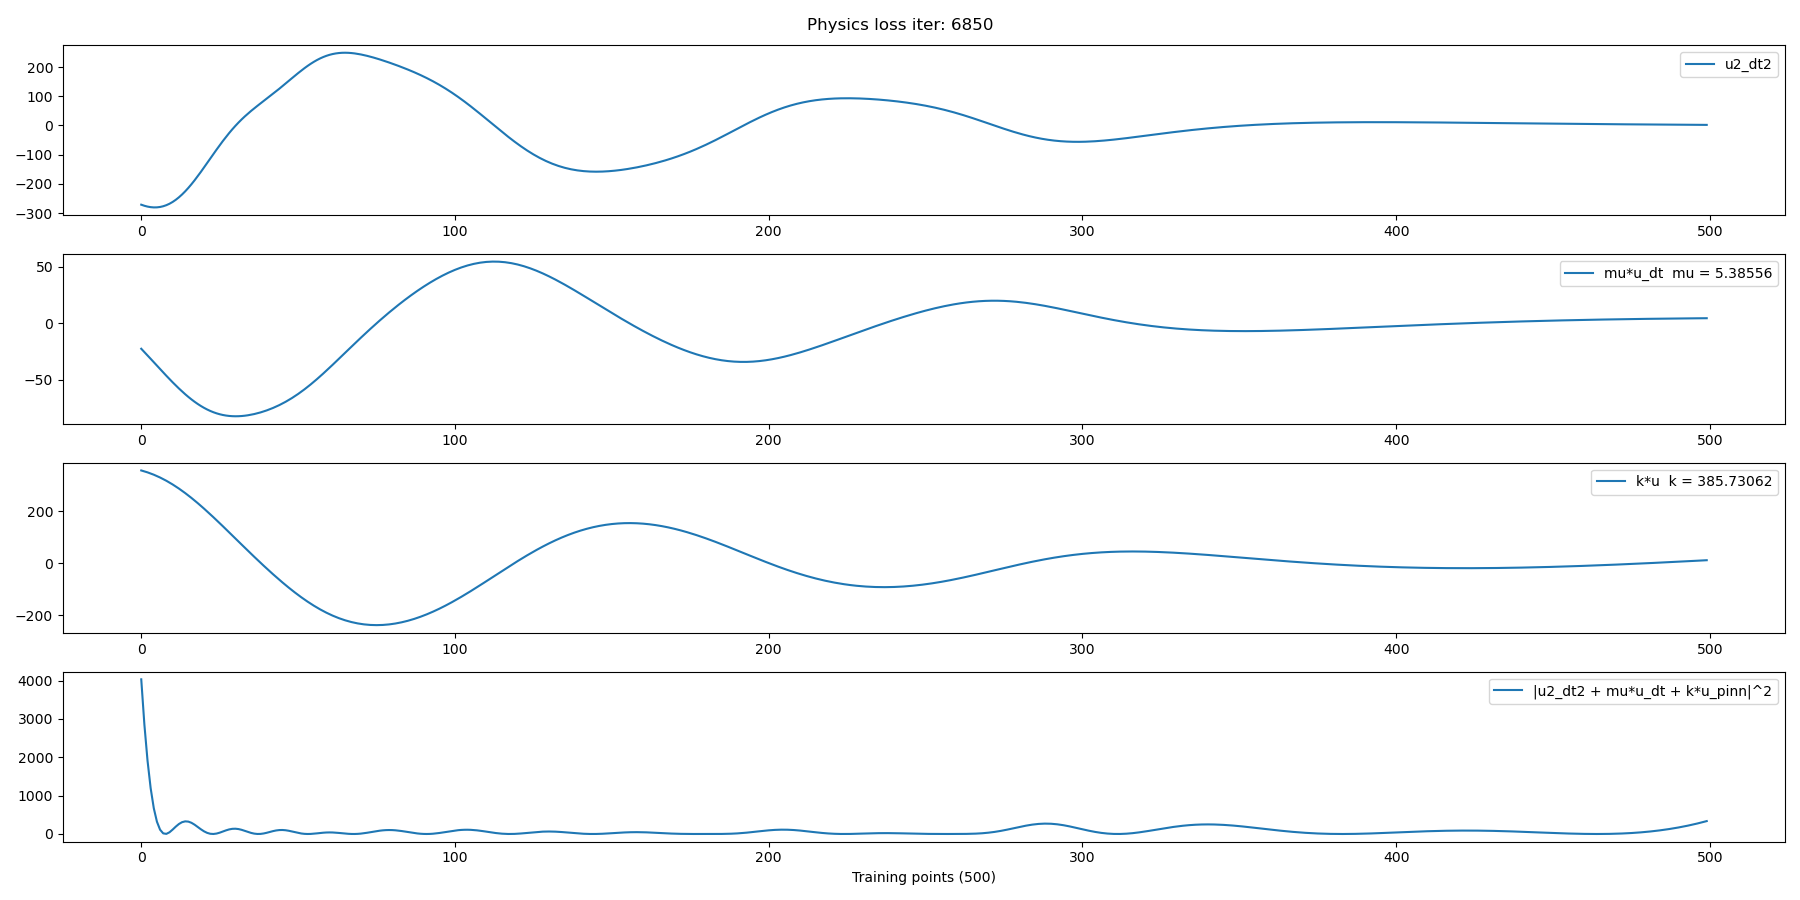 Physics loss iter: 6850
200
100
0
−100
−200
−300
u2_dt2
0 100 200 300 400 500
50
0
−50
mu*u_dt mu = 5.38556
0 100 200 300 400 500
200
0
−200
k*u k = 385.73062
0 100 200 300 400 500
4000
3000
2000
1000
0
|u2_dt2 + mu*u_dt + k*u_pinn|^2
0 100 200 300 400 500
Training points (500)